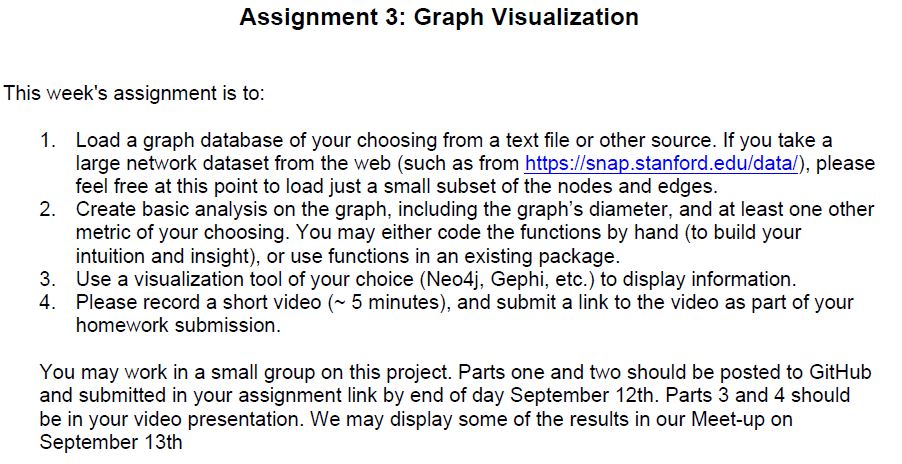 Assignment 3: Graph Visualization
This week's assignment is to:
1. Load a graph database of your choosing from a text file or other source. If you take a
large network dataset from the web (such as from https://snap.stanford.edu/data/), please
feel free at this point to load just a small subset of the nodes and edges.
2. Create basic analysis on the graph, including the graph’s diameter, and at least one other
metric of your choosing. You may either code the functions by hand (to build your
intuition and insight), or use functions in an existing package.
3. Use a visualization tool of your choice (Neo4j, Gephi, etc.) to display information.
4. Please record a short video (~ 5 minutes), and submit a link to the video as part of your
homework submission.
You may work in a small group on this project. Parts one and two should be posted to GitHub
and submitted in your assignment link by end of day September 12th. Parts 3 and 4 should
be in your video presentation. We may display some of the results in our Meet-up on
September 13th